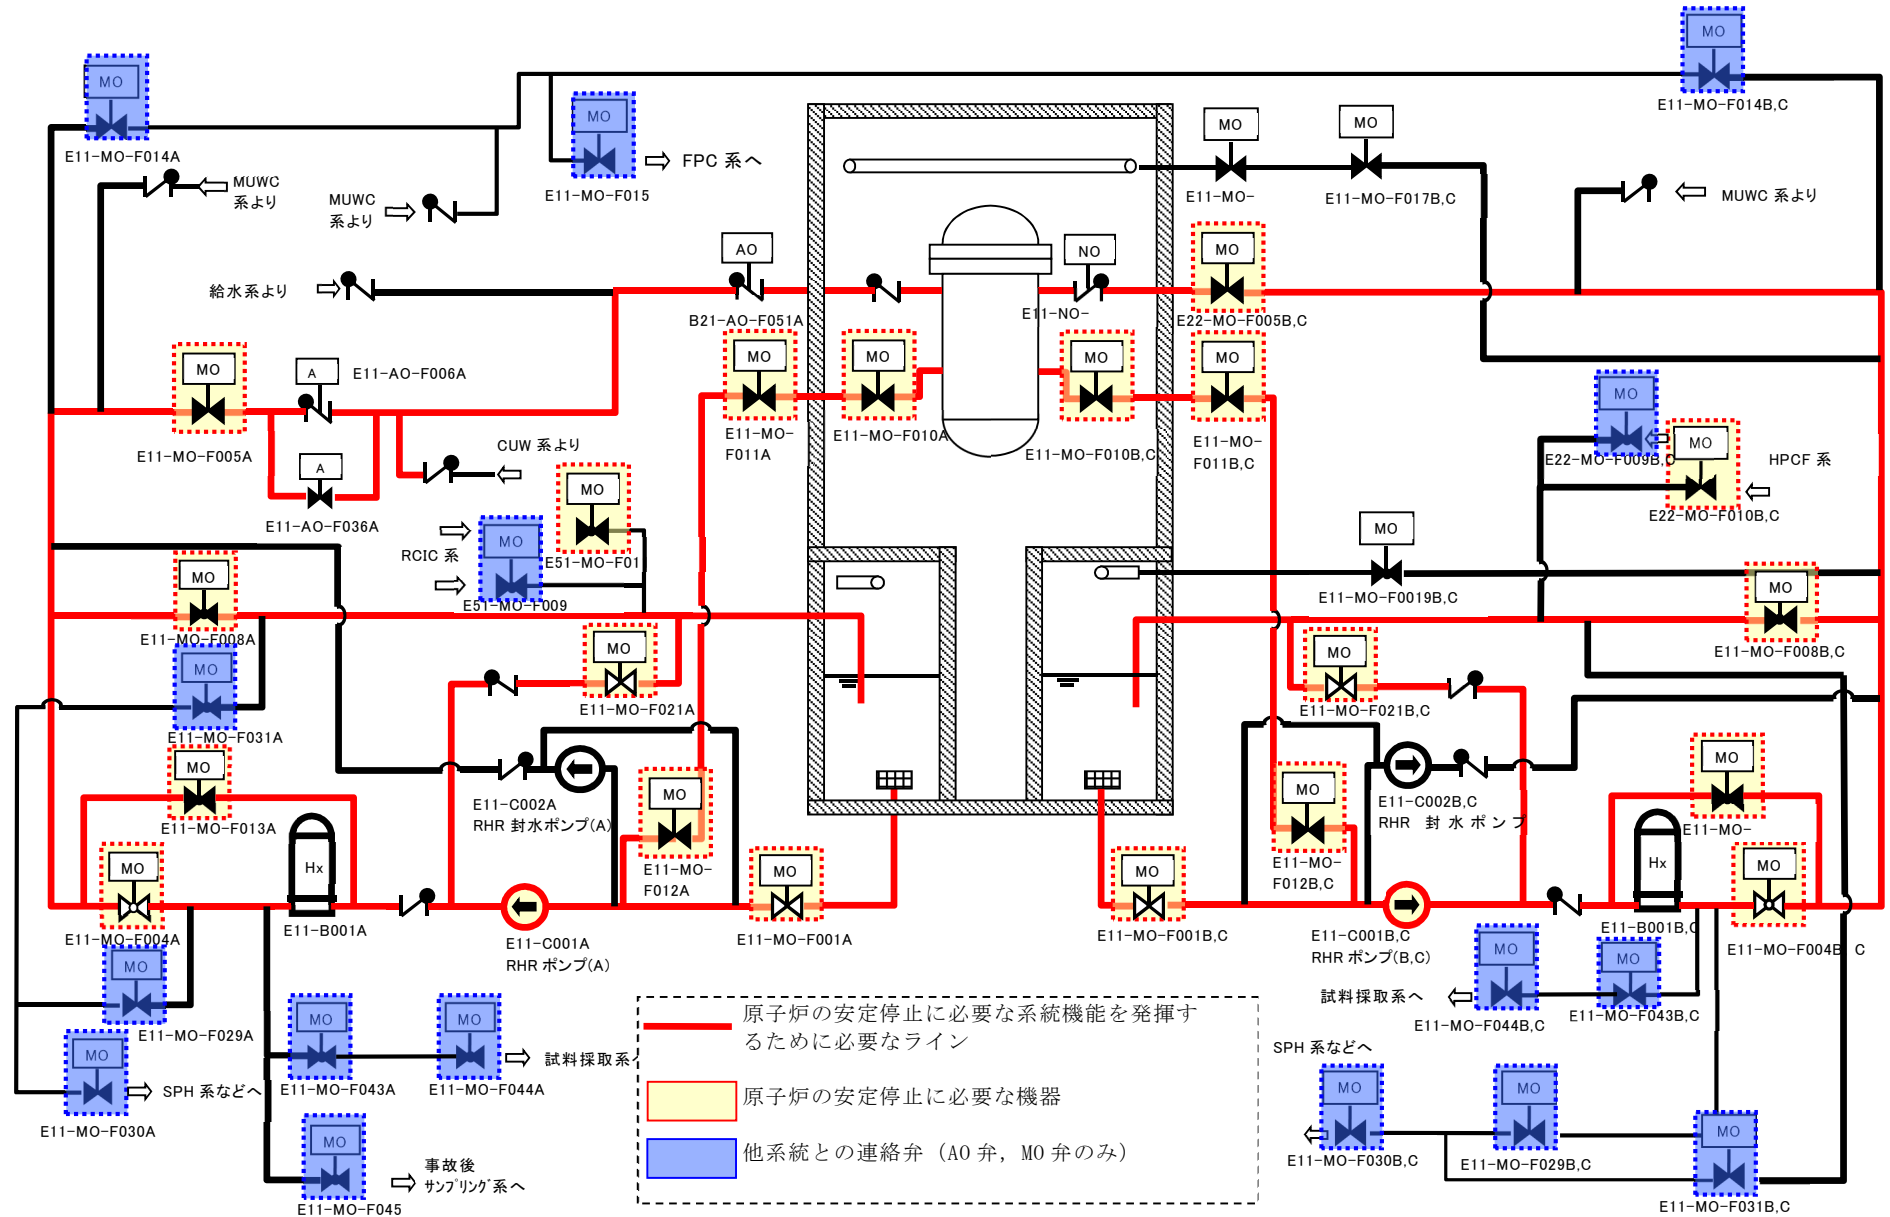 MO
E11-MO-F014B,C
MO
E11-MO-F014A
MO
E11-MO-F015
FPC 系へ
MO
E11-MO-
MO
E11-MO-F017B,C
MUWC
系より
MUWC
系より
MUWC 系より
給水系より
AO
B21-AO-F051A
NO
E11-NO-
MO
E22-MO-F005B,C
MO
E11-MO-F005A
A
E11-AO-F006A
A
E11-AO-F036A
CUW 系より
MO
E11-MO-
F011A
MO
E11-MO-F010A
MO
E11-MO-F010B,C
MO
E11-MO-
F011B,C
MO
E22-MO-F009B,C
MO
E22-MO-F010B,C
HPCF 系
MO
E51-MO-F01
RCIC 系
MO
E51-MO-F009
MO
E11-MO-F0019B,C
MO
E11-MO-F008A
MO
E11-MO-F008B,C
MO
E11-MO-F031A
MO
E11-MO-F021A
MO
E11-MO-F021B,C
MO
E11-MO-F013A
E11-C002A
RHR 封水ポンプ(A)
MO
E11-MO-
F012A
MO
E11-MO-
F012B,C
E11-C002B,C
RHR 封 水 ポ ン プ
MO
E11-MO-
MO
E11-MO-F004A
Hx
E11-B001A
E11-C001A
RHR ポンプ(A)
MO
E11-MO-F001A
MO
E11-MO-F001B,C
E11-C001B,C
RHR ポンプ(B,C)
Hx
E11-B001B,C
MO
E11-MO-F004B, C
MO
E11-MO-F029A
MO
E11-MO-F030A
SPH 系などへ
MO
E11-MO-F043A
MO
E11-MO-F044A
試料採取系へ
MO
E11-MO-F045
事故後
サンプリング系へ
試料採取系へ
MO
E11-MO-F044B,C
MO
E11-MO-F043B,C
SPH 系などへ
MO
E11-MO-F030B,C
MO
E11-MO-F029B,C
MO
E11-MO-F031B,C
原子炉の安定停止に必要な系統機能を発揮す
るために必要なライン
原子炉の安定停止に必要な機器
他系統との連絡弁（AO 弁, MO 弁のみ）